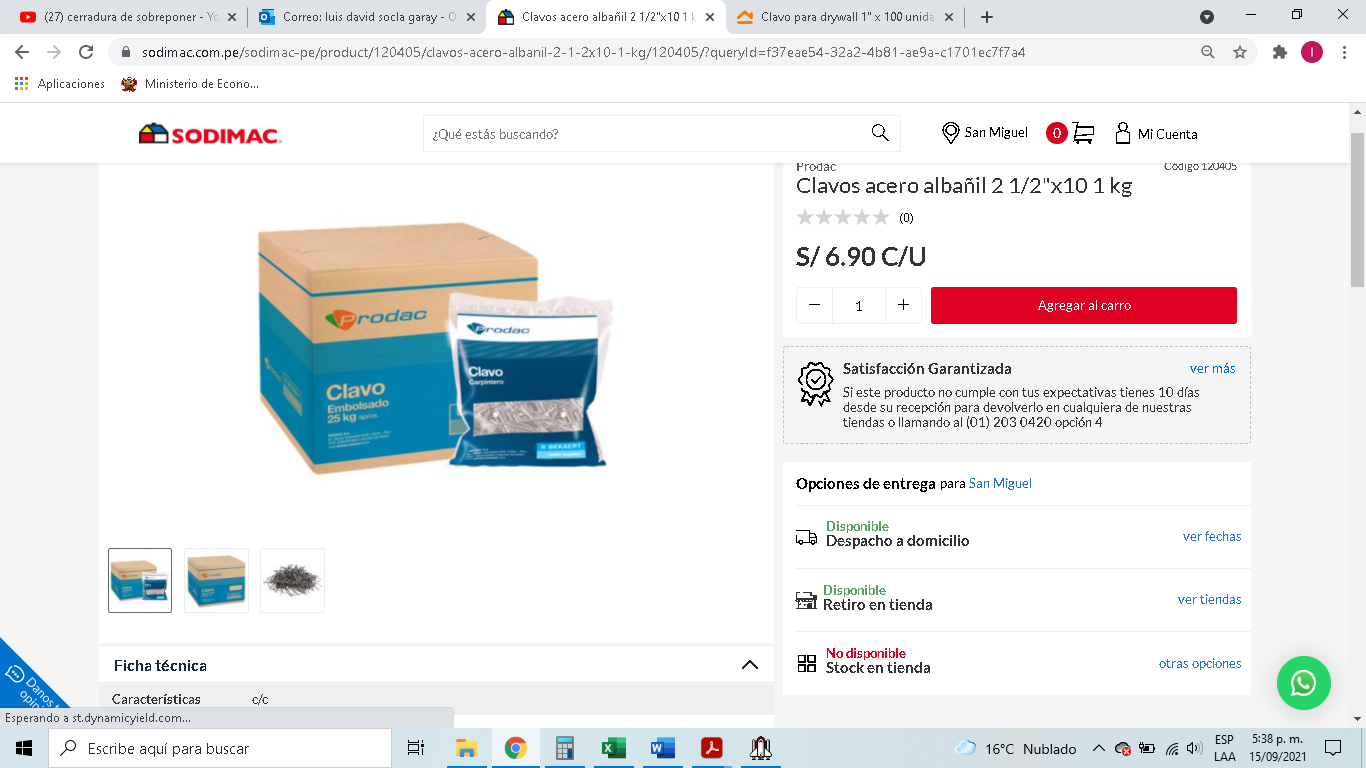 (27) cerradura de sobreponer - Yo
Correo: luis david socla garay - O
Clavos acero albañil 2 1/2"x10 1 k
Clavo para drywall 1" x 100 unida
sodimac.com.pe/sodimac-pe/product/120405/clavos-acero-albanil-2-1-2x10-1-kg/120405/?queryId=f37eae54-32a2-4b81-ae9a-c1701ec7f7a4
I
Aplicaciones
Ministerio de Econo...
SODIMAC
¿Qué estás buscando?
San Miguel
0
Mi Cuenta
Prodac
Código 120405
Clavos acero albañil 2 1/2"x10 1 kg
(0)
S/ 6.90 C/U
1
Agregar al carro
Satisfacción Garantizada
ver más
Si este producto no cumple con tus expectativas tienes 10 días
desde su recepción para devolverlo en cualquiera de nuestras
tiendas o llamando al (01) 203 0420 opción 4
Opciones de entrega para San Miguel
Disponible
Despacho a domicilio
ver fechas
Disponible
Retiro en tienda
ver tiendas
No disponible
Stock en tienda
otras opciones
Prodac
Clavo
Embolsado
25 kg aprox.
Prodac
Clavo
Carpintero
BEKAERT
Ficha técnica
Características
c/c
Danos t
opin
Esperando a st.dynamicyield.com...
Escribe aquí para buscar
16°C Nublado
ESP
LAA
5:38 p. m.
15/09/2021